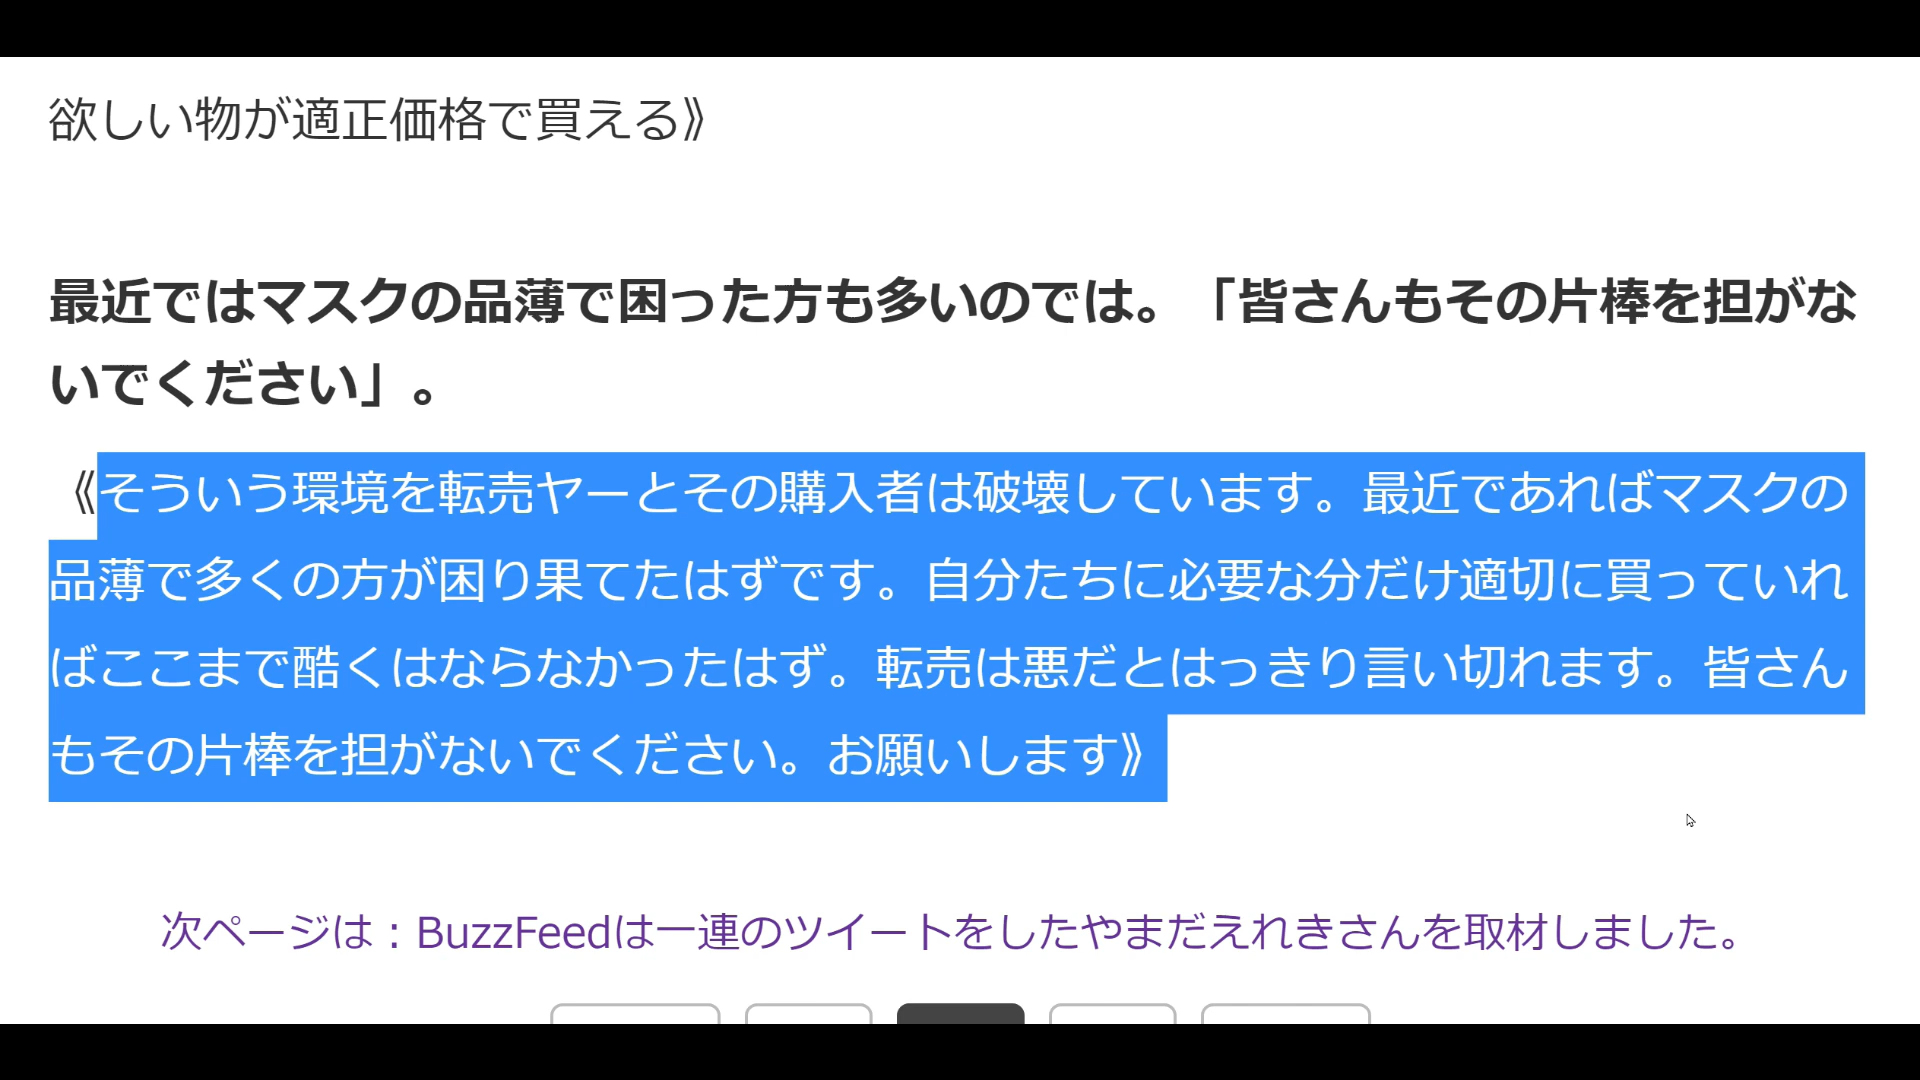 欲しい物が適正価格で買える》
最近ではマスクの品薄で困った方も多いのでは。「皆さんもその片棒を担がな
いでください」。
《そういう環境を転売ヤーとその購入者は破壊しています。最近であればマスクの
品薄で多くの方が困り果てたはずです。自分たちに必要な分だけ適切に買っていれ
ばここまで酷くはならなかったはず。転売は悪だとはっきり言い切れます。皆さん
もその片棒を担がないでください。お願いします》
次ページは：BuzzFeedは一連のツイートをしたやまだえれきさんを取材しました。